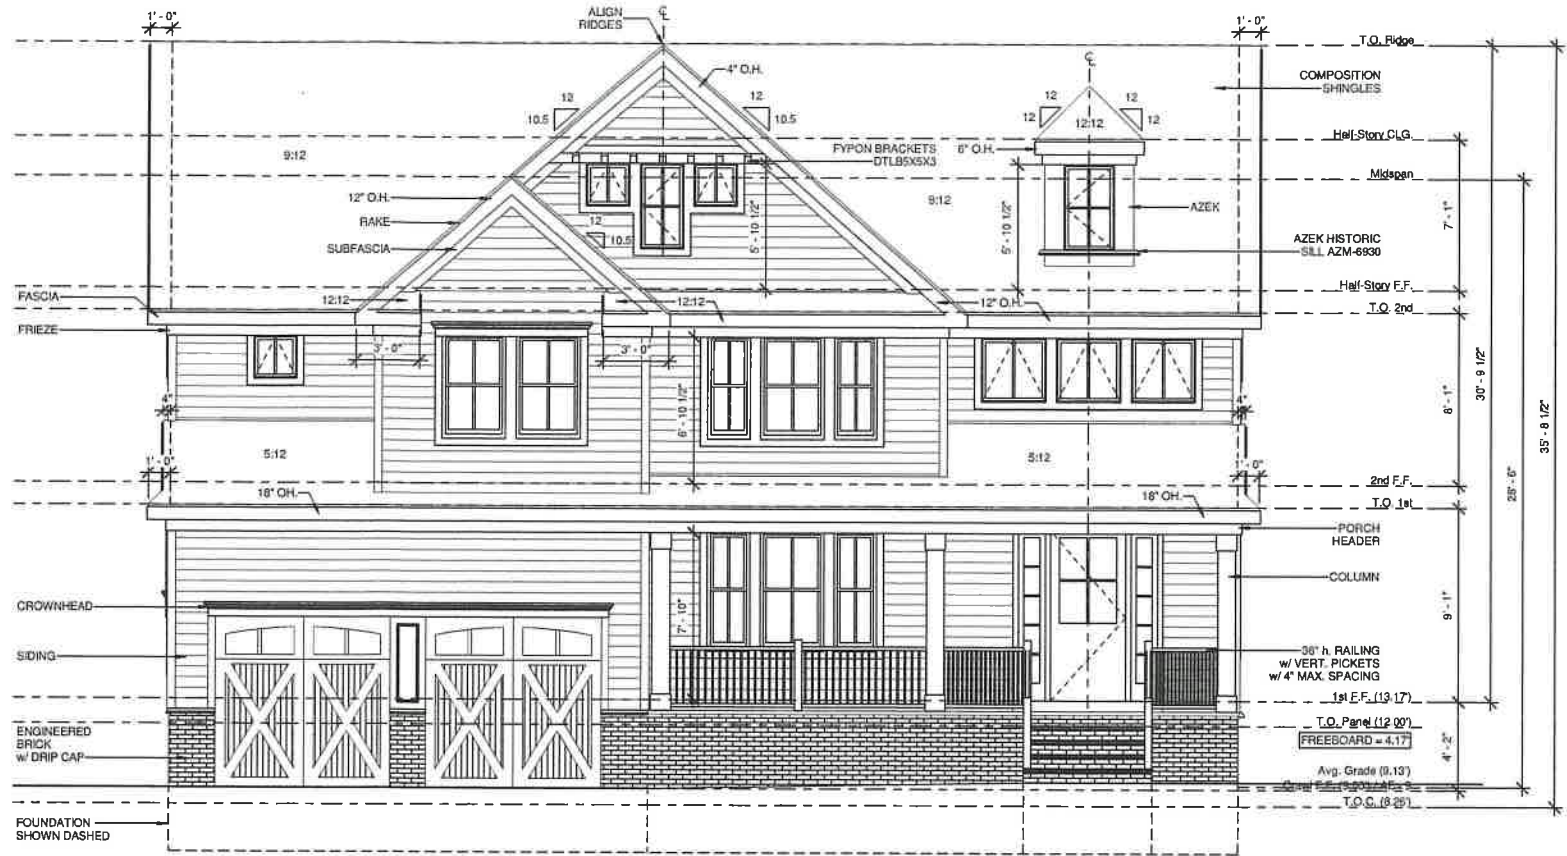 ALIGN
RIDGES
℄
1' - 0"
1' - 0"
T.O. Ridge
4" O.H.
℄
COMPOSITION
SHINGLES
12
10.5
12
10.5
12
12
12:12
12
12
Half-Story CLG.
9:12
FYPON BRACKETS
DTLB5X5X3
6" O.H.
Midspan
12" O.H.
9:12
AZEK
RAKE
12
10.5
5' - 10 1/2"
5' - 10 1/2"
7' - 1"
SUBFASCIA
AZEK HISTORIC
SILL AZM-6930
Half-Story F.F.
FASCIA
12:12
12:12
12" O.H.
T.O. 2nd
FRIEZE
3' - 0"
3' - 0"
30' - 9 1/2"
6' - 10 1/2"
8' - 1"
35' - 8 1/2"
4"
4"
5:12
5:12
1' - 0"
1' - 0"
2nd F.F.
18" OH.
18" OH.
T.O. 1st
28' - 6"
PORCH
HEADER
COLUMN
CROWNHEAD
7' - 10"
9' - 1"
SIDING
36" h. RAILING
w/ VERT. PICKETS
w/ 4" MAX. SPACING
1st F.F. (13.17')
T.O. Panel (12.00')
FREEBOARD = 4.17'
ENGINEERED
BRICK
w/ DRIP CAP
4' - 2"
Avg. Grade (9.13')
T.O.C. (8.25')
FOUNDATION
SHOWN DASHED